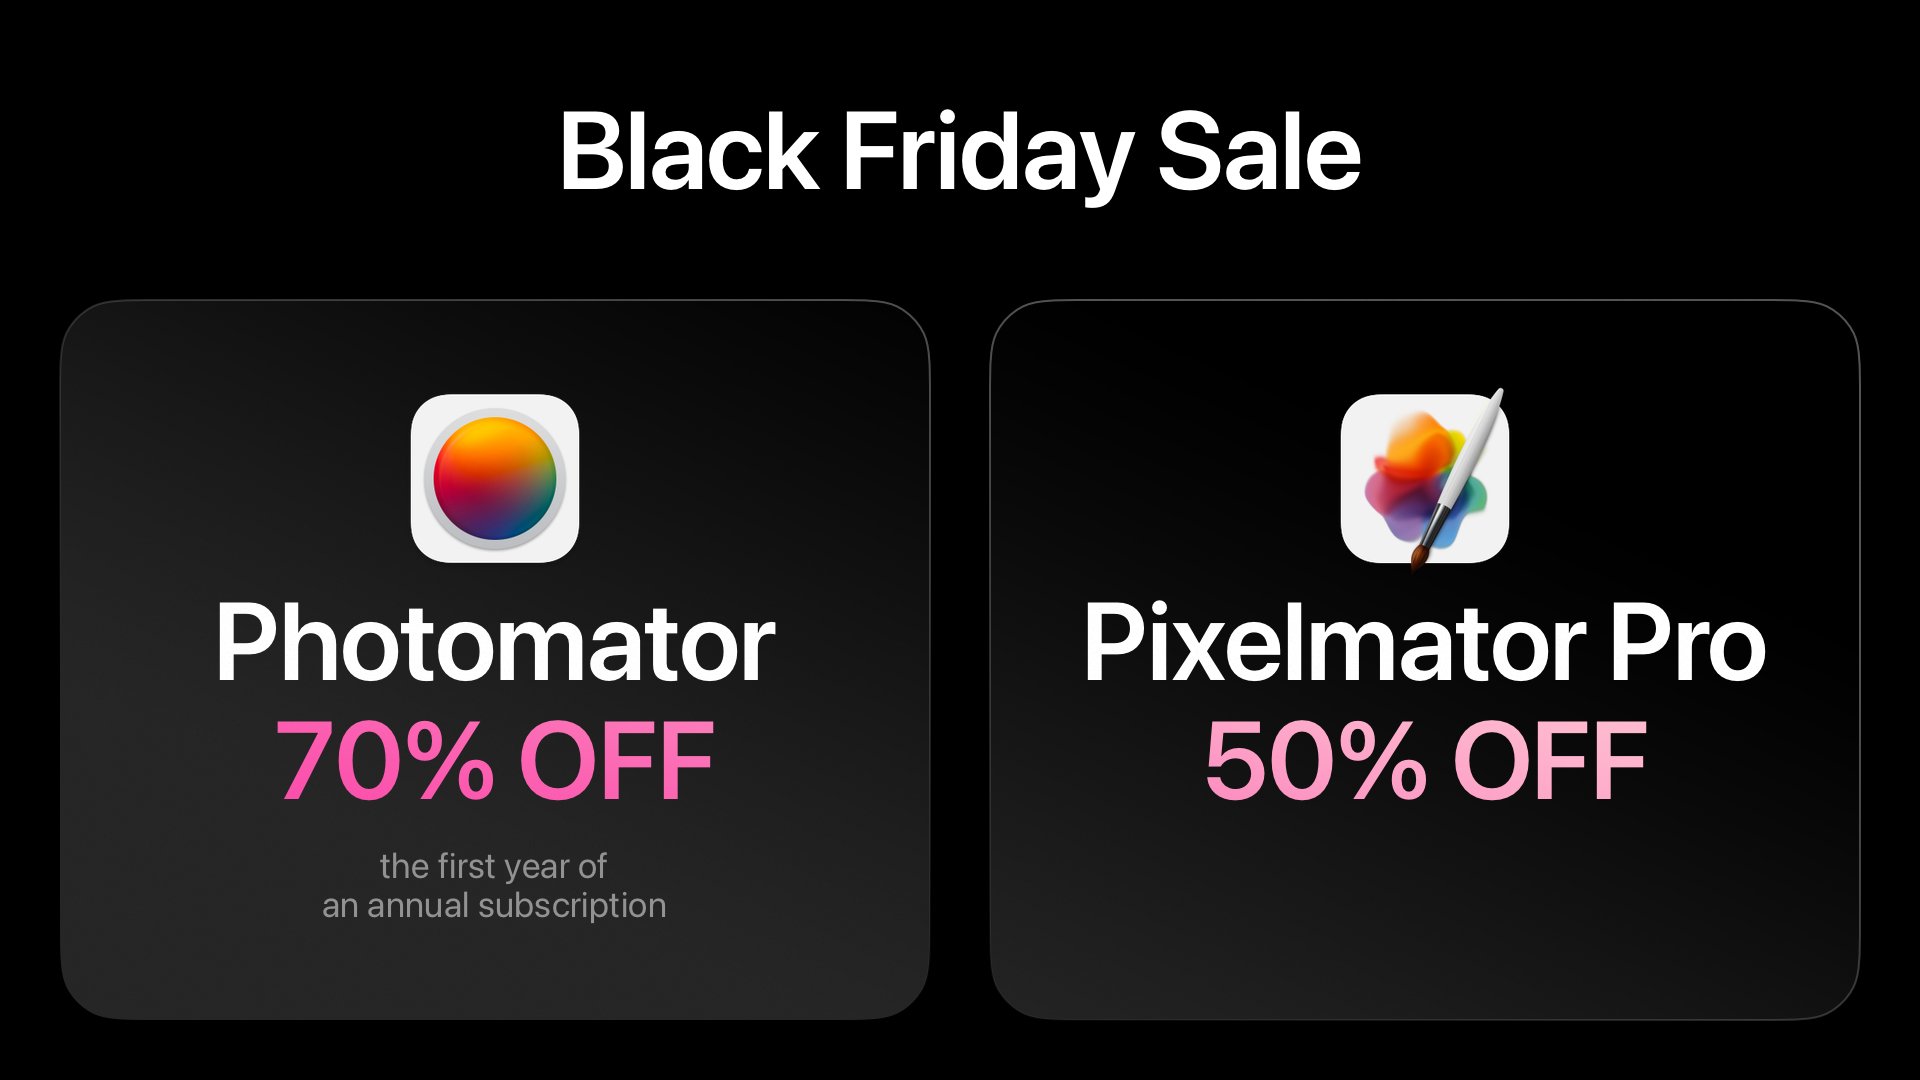 Black Friday Sale
Photomator
70% OFF
the first year of
an annual subscription
Pixelmator Pro
50% OFF